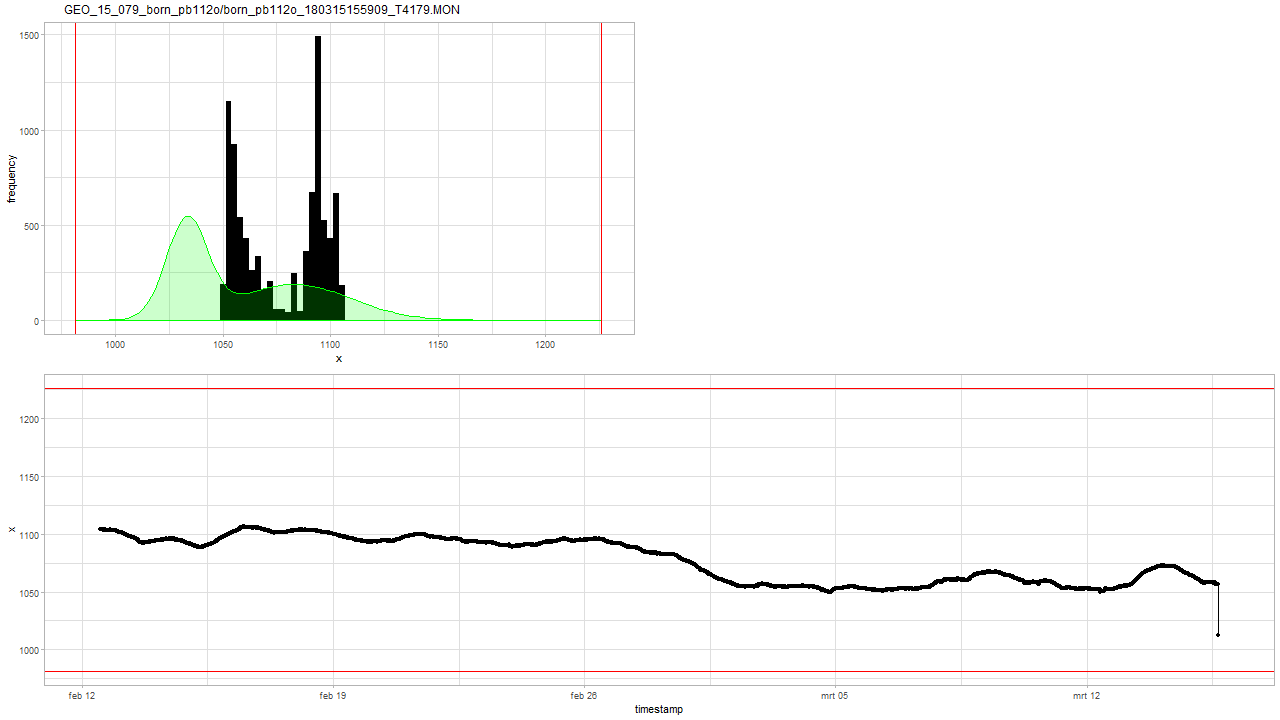 GEO_15_079_born_pb112o/born_pb112o_180315155909_T4179.MON
1500
1000
500
0
frequency
1000
1050
1100
1150
1200
x
1200
1150
1100
1050
1000
x
feb 12
feb 19
feb 26
mrt 05
mrt 12
timestamp